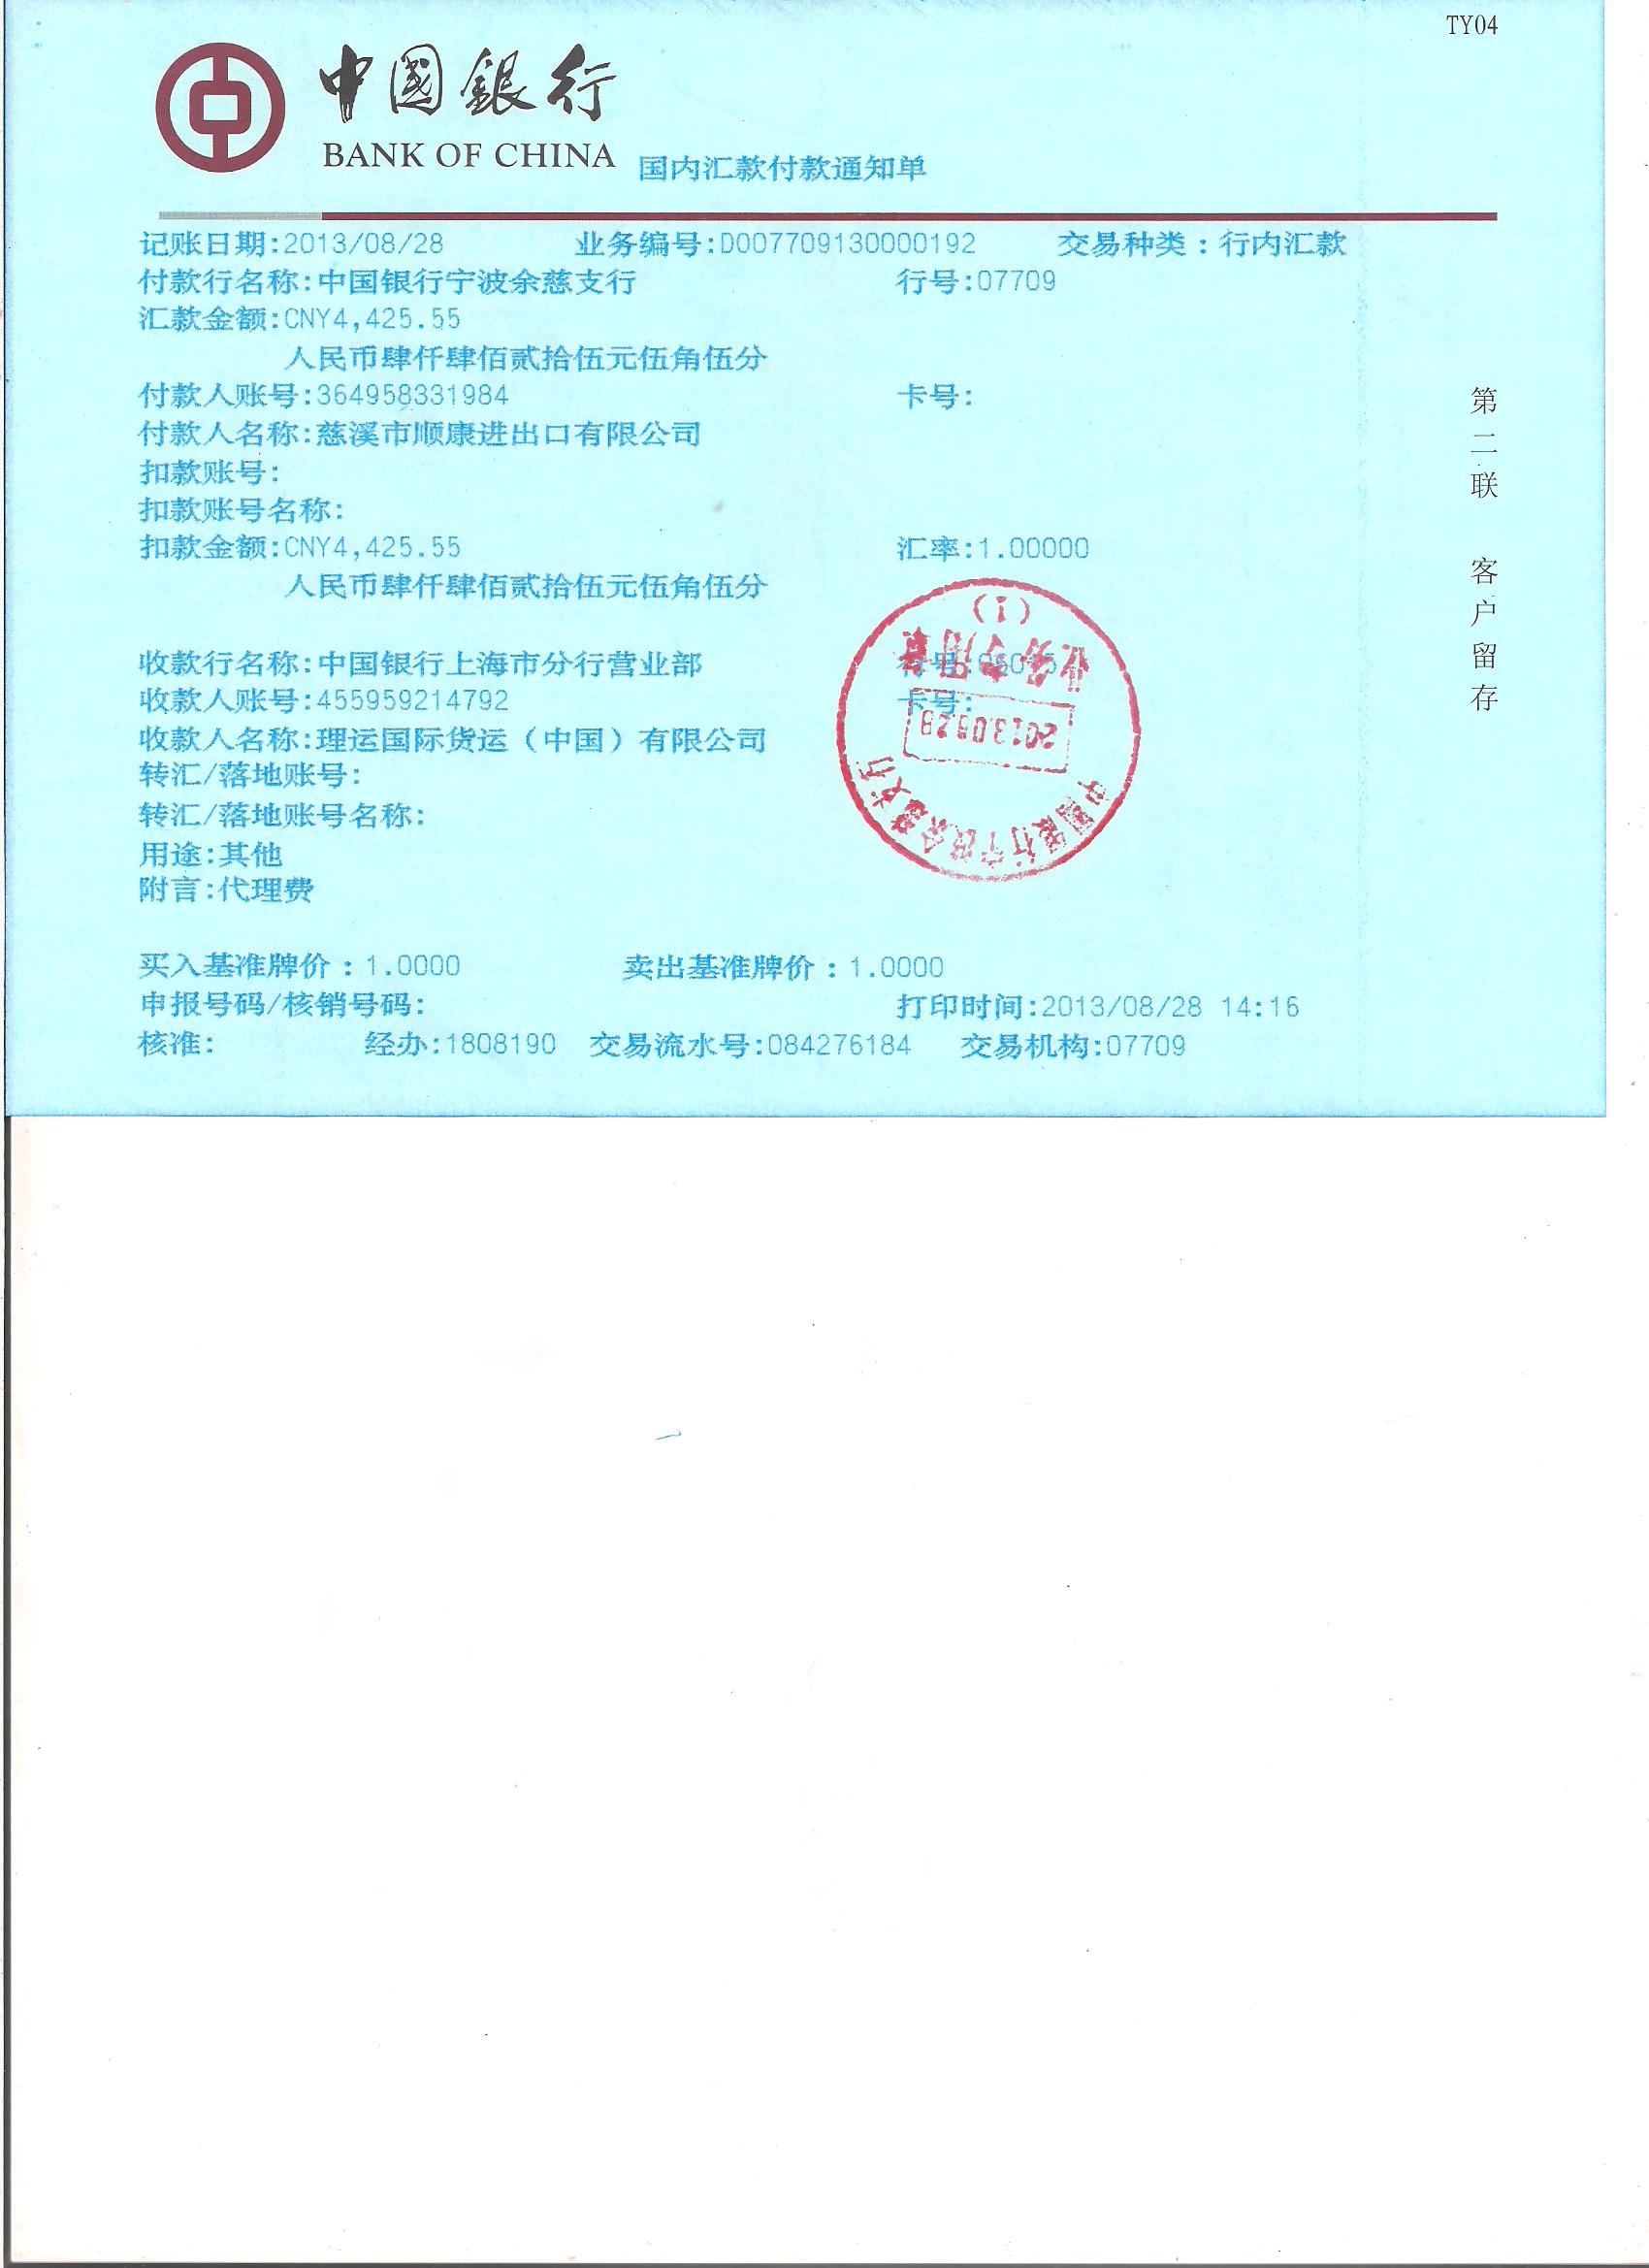 TY04
中國銀行
BANK OF CHINA 国内汇款付款通知单
记账日期:2013/08/28 业务编号:D007709130000192 交易种类：行内汇款
付款行名称:中国银行宁波余慈支行 行号:07709
汇款金额:CNY4,425.55
人民币肆仟肆佰贰拾伍元伍角伍分
付款人账号:364958331984 卡号:
付款人名称:慈溪市顺康进出口有限公司
扣款账号:
扣款账号名称:
扣款金额:CNY4,425.55 汇率:1.00000
人民币肆仟肆佰贰拾伍元伍角伍分
收款行名称:中国银行上海市分行营业部 行号:
收款人账号:455959214792 卡号:
收款人名称:理运国际货运（中国）有限公司
转汇/落地账号:
转汇/落地账号名称:
用途:其他
附言:代理费
买入基准牌价：1.0000 卖出基准牌价：1.0000
申报号码/核销号码: 打印时间:2013/08/28 14:16
核准: 经办:1808190 交易流水号:084276184 交易机构:07709
第二联 客户留存
中国银行宁波余慈支行
2013.08.28
业务专用章
(1)